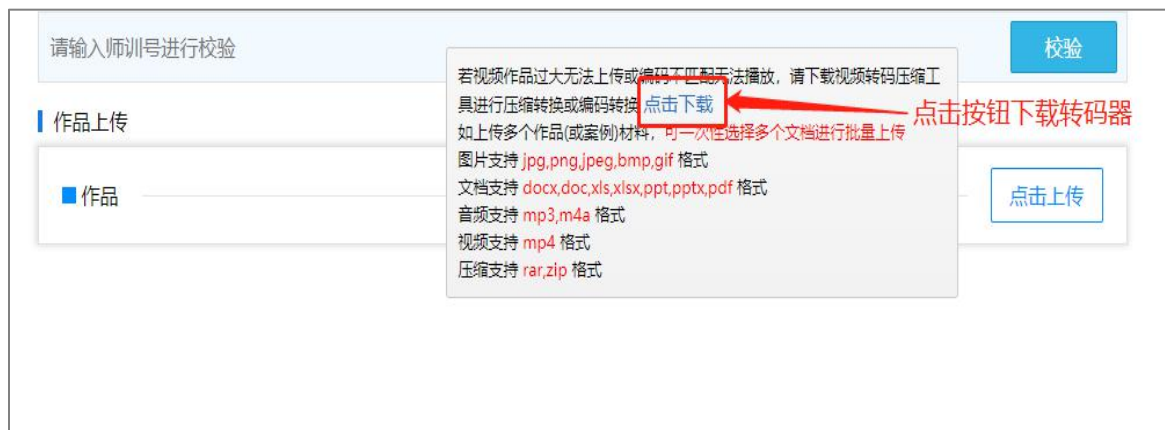 请输入师训号进行校验
校验
若视频作品过大无法上传或编码不匹配无法播放，请下载视频转码压缩工
具进行压缩转换或编码转换 点击下载
点击按钮下载转码器
作品上传
如上传多个作品(或案例)材料，可一次性选择多个文档进行批量上传
图片支持 jpg,png,jpeg,bmp,gif 格式
作品
文档支持 docx,doc,xls,xlsx,ppt,pptx,pdf 格式
点击上传
音频支持 mp3,m4a 格式
视频支持 mp4 格式
压缩支持 rar,zip 格式